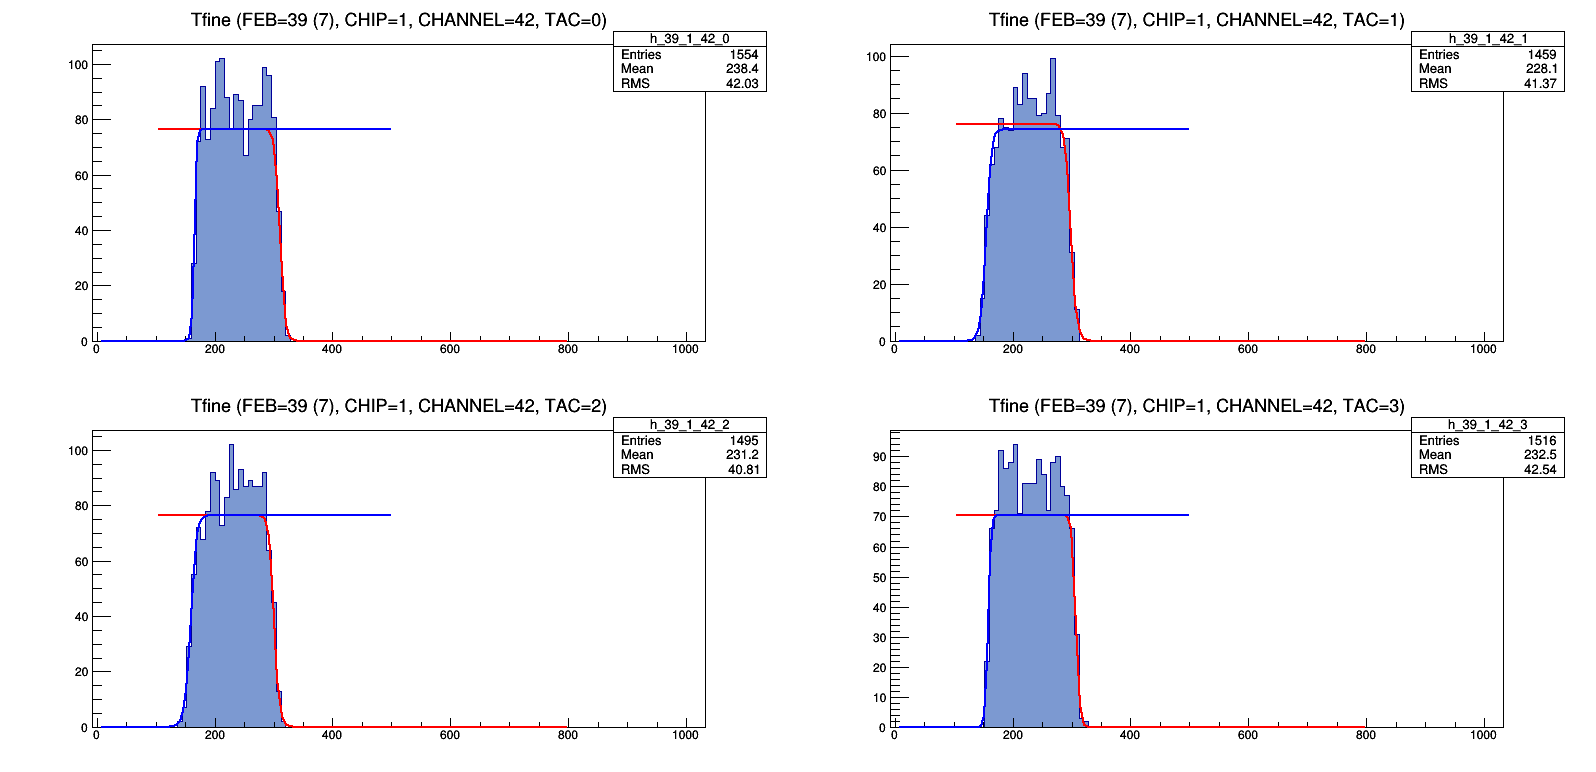 Tfine (FEB=39 (7), CHIP=1, CHANNEL=42, TAC=0)
h_39_1_42_0
Entries 1554
Mean 238.4
RMS 42.03
100
80
60
40
20
0
0 200 400 600 800 1000
Tfine (FEB=39 (7), CHIP=1, CHANNEL=42, TAC=1)
h_39_1_42_1
Entries 1459
Mean 228.1
RMS 41.37
100
80
60
40
20
0
0 200 400 600 800 1000
Tfine (FEB=39 (7), CHIP=1, CHANNEL=42, TAC=2)
h_39_1_42_2
Entries 1495
Mean 231.2
RMS 40.81
100
80
60
40
20
0
0 200 400 600 800 1000
Tfine (FEB=39 (7), CHIP=1, CHANNEL=42, TAC=3)
h_39_1_42_3
Entries 1516
Mean 232.5
RMS 42.54
90
80
70
60
50
40
30
20
10
0
0 200 400 600 800 1000